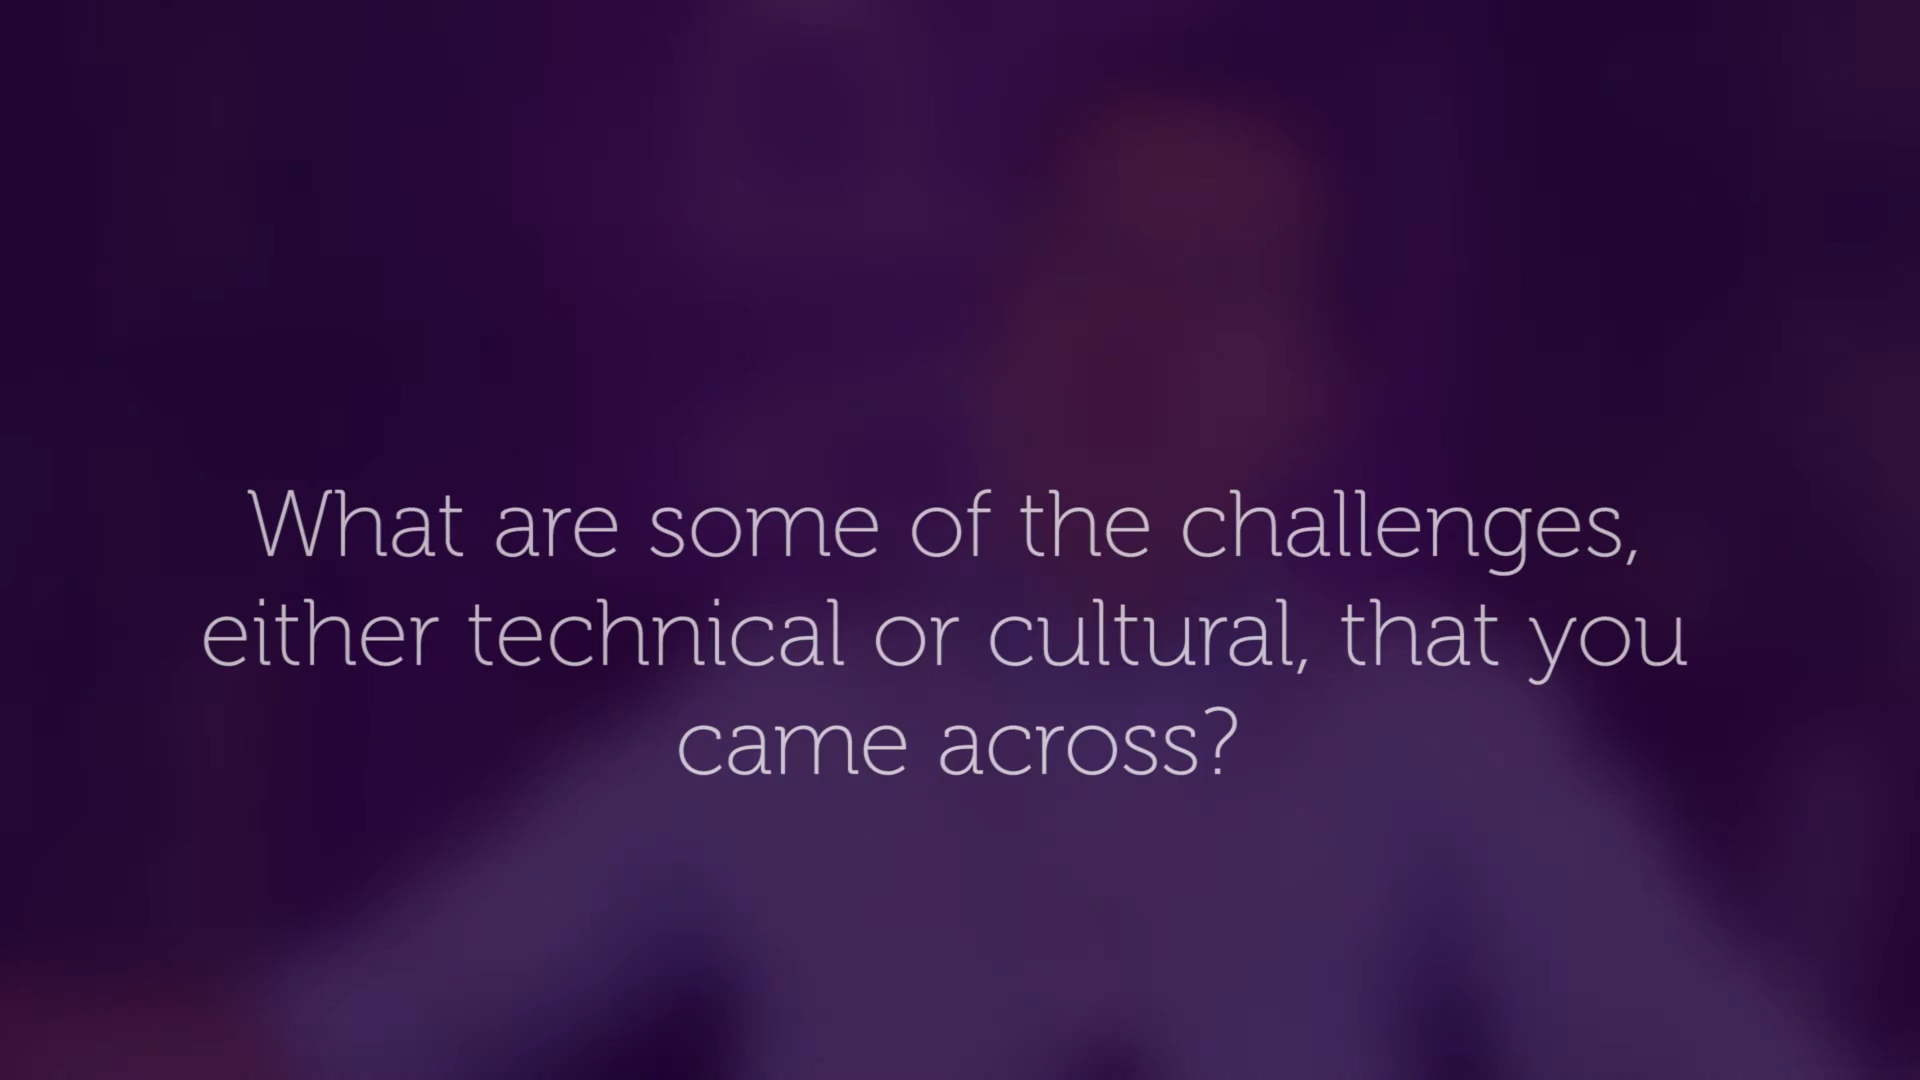 What are some of the challenges,
either technical or cultural, that you
came across?